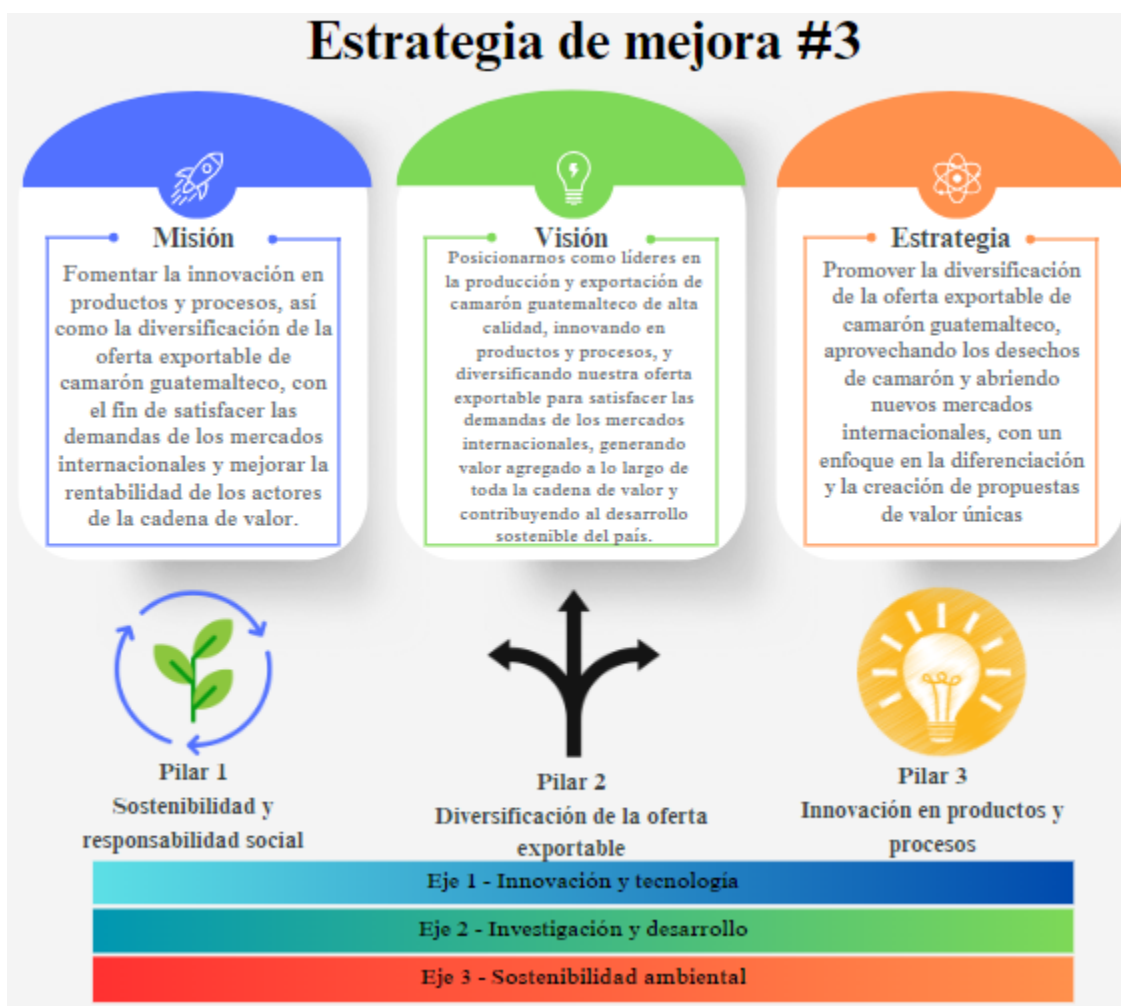 Estrategia de mejora #3
Misión
Fomentar la innovación en
productos y procesos, así
como la diversificación de la
oferta exportable de
camarón guatemalteco, con
el fin de satisfacer las
demandas de los mercados
internacionales y mejorar la
rentabilidad de los actores
de la cadena de valor.
Visión
Posicionarnos como líderes en
la producción y exportación de
camarón guatemalteco de alta
calidad, innovando en
productos y procesos, y
diversificando nuestra oferta
exportable para satisfacer las
demandas de los mercados
internacionales, generando
valor agregado a lo largo de
toda la cadena de valor y
contribuyendo al desarrollo
sostenible del país.
Estrategia
Promover la diversificación
de la oferta exportable de
camarón guatemalteco,
aprovechando los desechos
de camarón y abriendo
nuevos mercados
internacionales, con un
enfoque en la diferenciación
y la creación de propuestas
de valor únicas
Pilar 1
Sostenibilidad y
responsabilidad social
Pilar 2
Diversificación de la oferta
exportable
Pilar 3
Innovación en productos y
procesos
Eje 1 - Innovación y tecnología
Eje 2 - Investigación y desarrollo
Eje 3 - Sostenibilidad ambiental